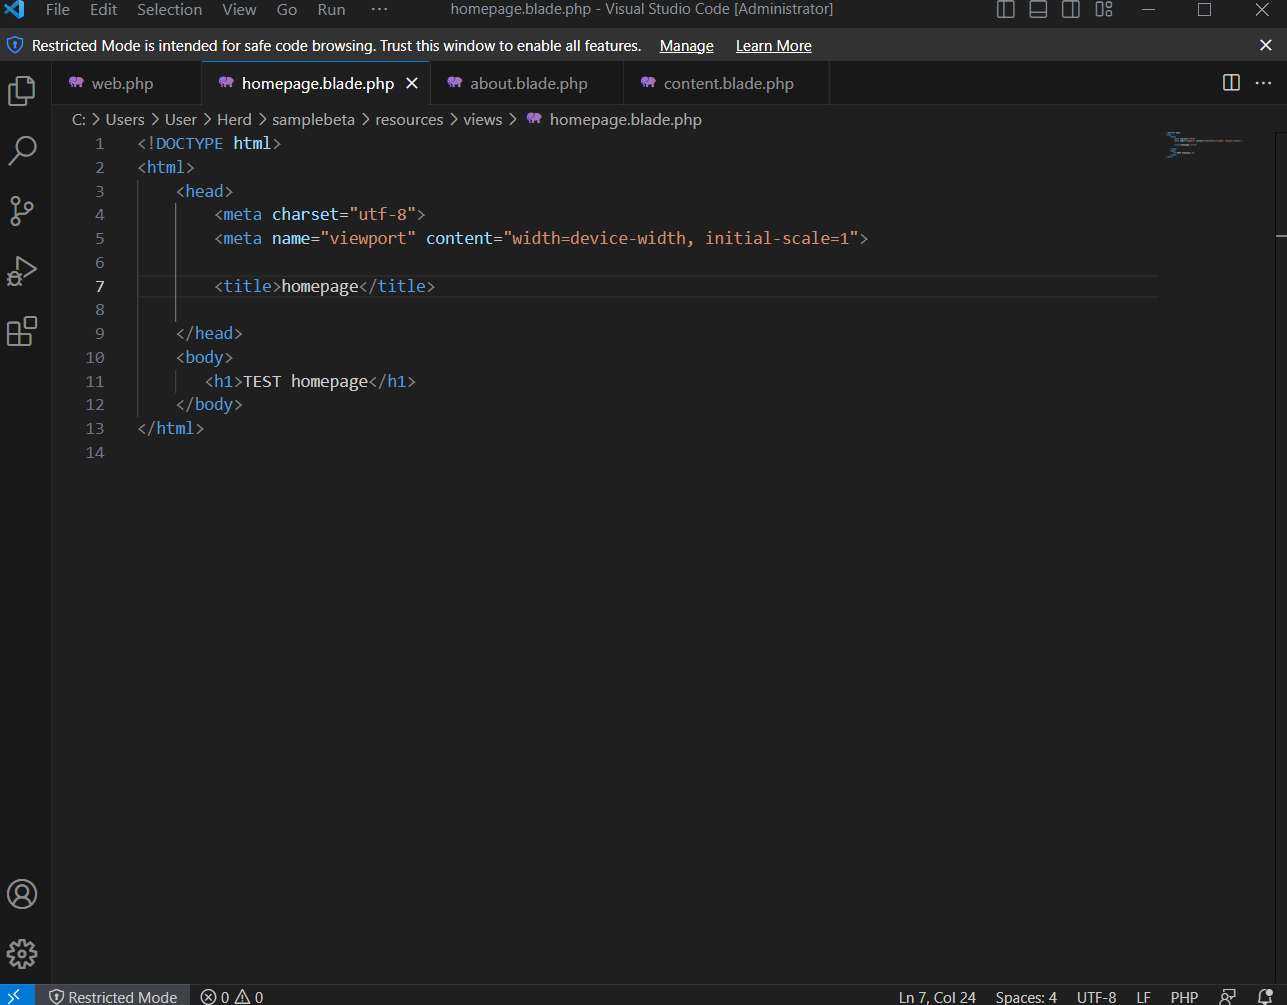 File Edit Selection View Go Run ··· homepage.blade.php - Visual Studio Code [Administrator]
Restricted Mode is intended for safe code browsing. Trust this window to enable all features. Manage Learn More
web.php homepage.blade.php about.blade.php content.blade.php
C: > Users > User > Herd > samplebeta > resources > views > homepage.blade.php
1 <!DOCTYPE html>
2 <html>
3 <head>
4 <meta charset="utf-8">
5 <meta name="viewport" content="width=device-width, initial-scale=1">
6
7 <title>homepage</title>
8
9 </head>
10 <body>
11 <h1>TEST homepage</h1>
12 </body>
13 </html>
14
Restricted Mode 0 0 Ln 7, Col 24 Spaces: 4 UTF-8 LF PHP